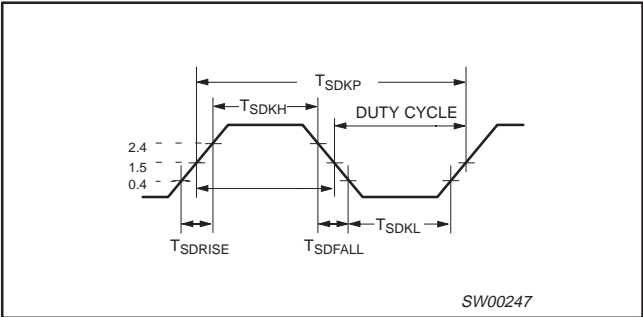 TSDKP
TSDKH
DUTY CYCLE
2.4
1.5
0.4
TSDKL
TSDRISE
TSDFALL
SW00247